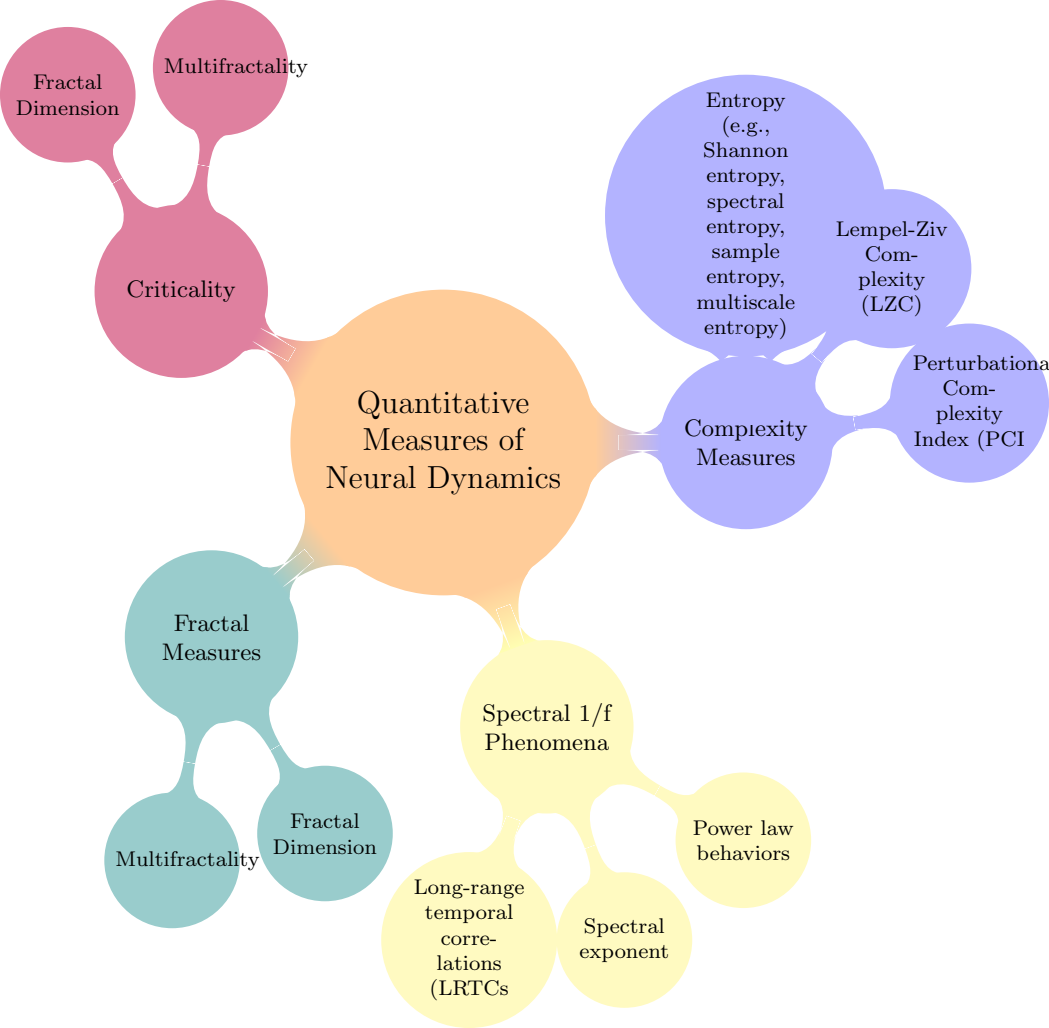 Fractal
Dimension
Multifractality
Criticality
Entropy
(e.g.,
Shannon
entropy,
spectral
entropy,
sample
entropy,
multiscale
entropy)
Lempel-Ziv
Com-
plexity
(LZC)
Perturbationa
Com-
plexity
Index (PCI
Complexity
Measures
Quantitative
Measures of
Neural Dynamics
Fractal
Measures
Multifractality
Fractal
Dimension
Spectral 1/f
Phenomena
Long-range
temporal
corre-
lations
(LRTCs
Spectral
exponent
Power law
behaviors